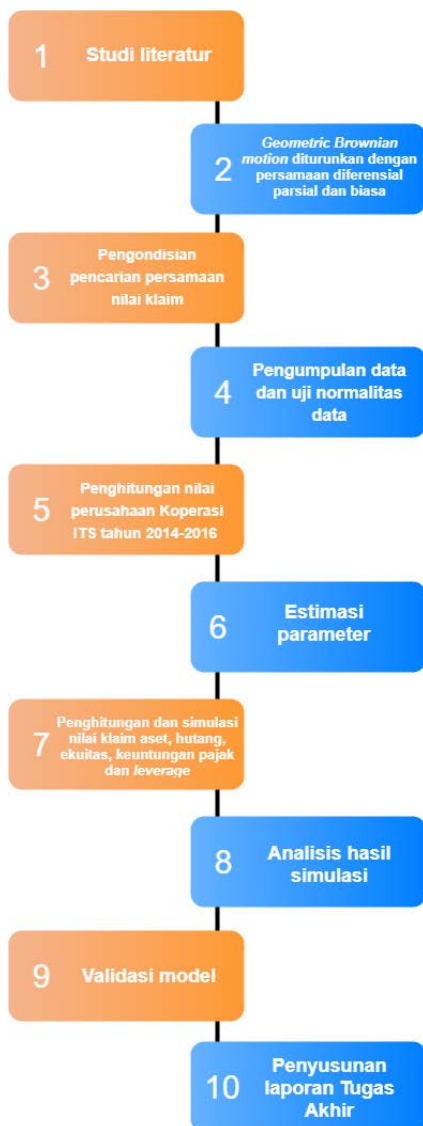 1
Studi literatur
2
Geometric Brownian
motion diturunkan dengan
persamaan diferensial
parsial dan biasa
3
Pengondisian
pencarian persamaan
nilai klaim
4
Pengumpulan data
dan uji normalitas
data
5
Penghitungan nilai
perusahaan Koperasi
ITS tahun 2014-2016
6
Estimasi
parameter
7
Penghitungan dan simulasi
nilai klaim aset, hutang,
ekuitas, keuntungan pajak
dan leverage
8
Analisis hasil
simulasi
9
Validasi model
10
Penyusunan
laporan Tugas
Akhir